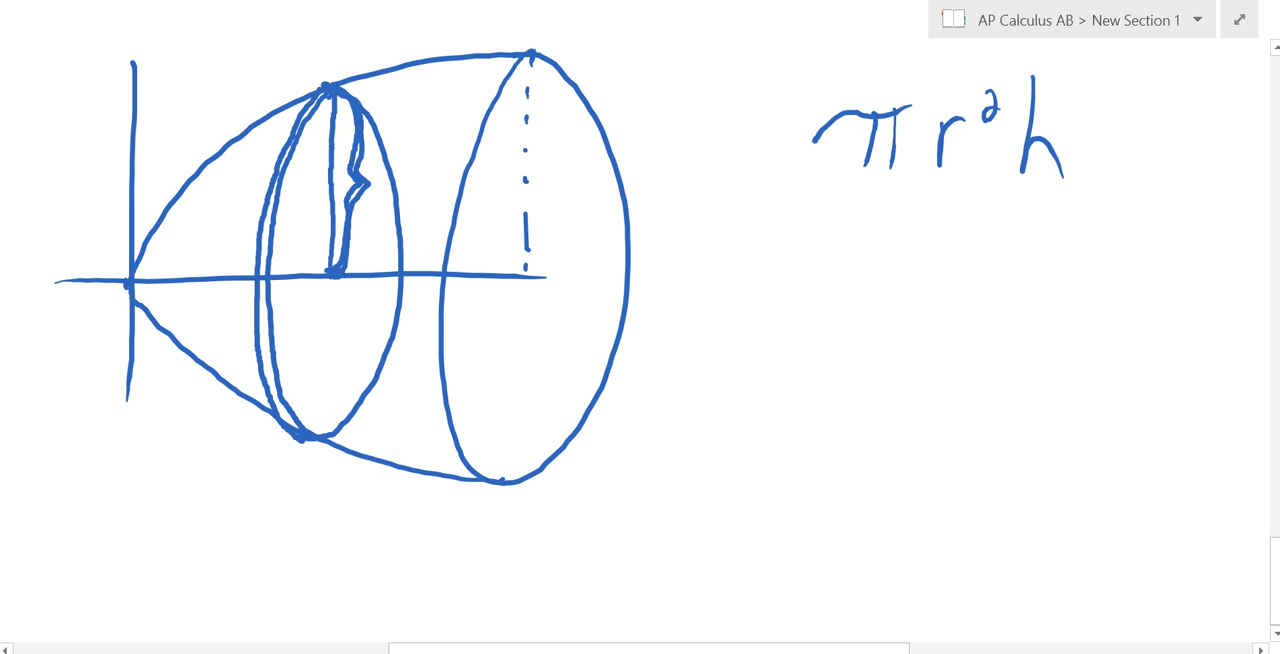 AP Calculus AB > New Section 1
πr²h